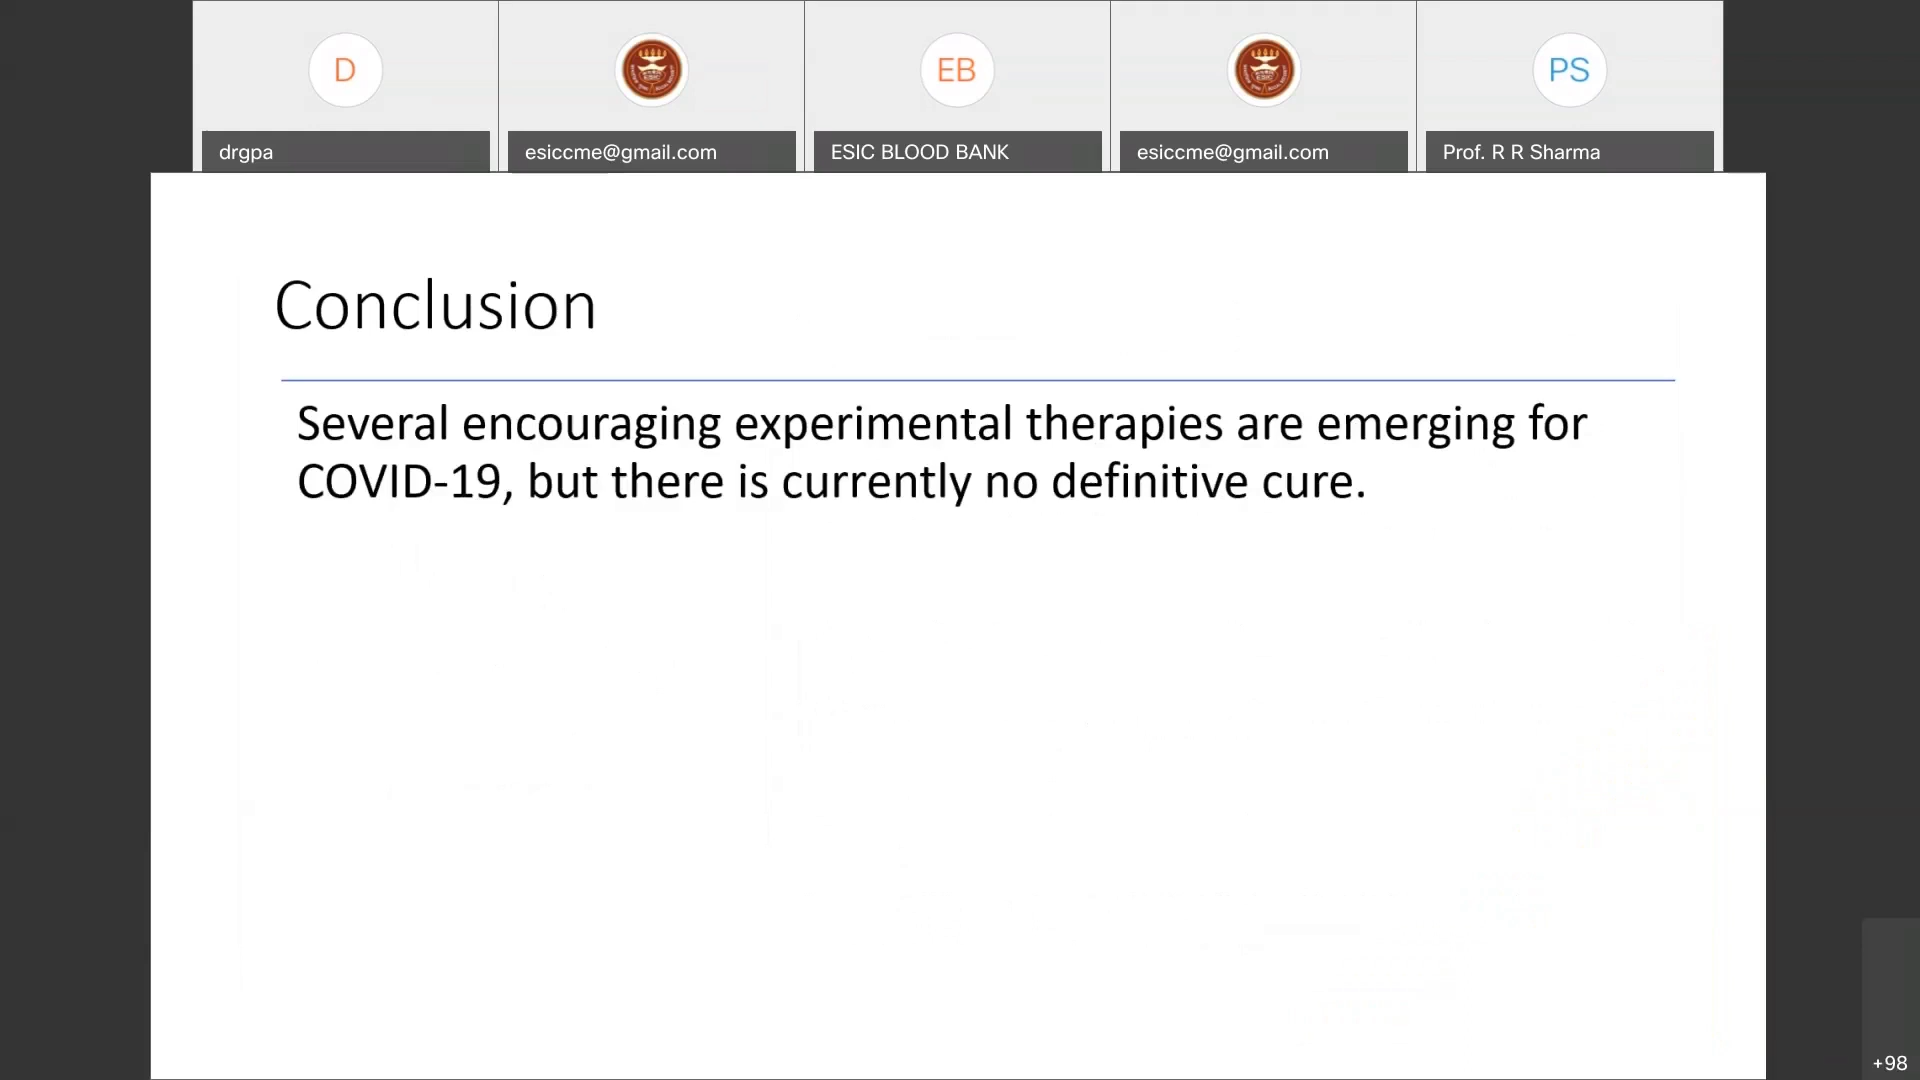 D
EB
PS
drgpa
esiccme@gmail.com
ESIC BLOOD BANK
esiccme@gmail.com
Prof. R R Sharma
Conclusion
Several encouraging experimental therapies are emerging for
COVID-19, but there is currently no definitive cure.
+98